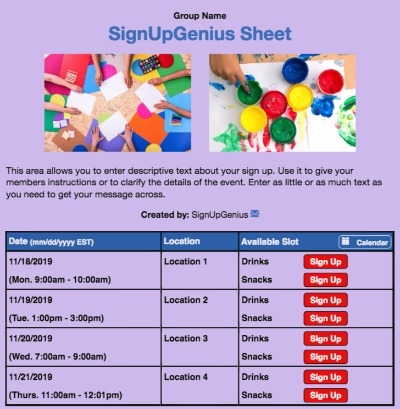 Group Name
SignUpGenius Sheet
This area allows you to enter descriptive text about your sign up. Use it to give your
members instructions or to clarify the details of the event. Enter as little or as much text as
you need to get your message across.
Created by: SignUpGenius
Date (mm/dd/yyyy EST) Location Available Slot Calendar
11/18/2019 Location 1 Drinks Sign Up
(Mon. 9:00am - 10:00am) Snacks Sign Up
11/19/2019 Location 2 Drinks Sign Up
(Tue. 1:00pm - 3:00pm) Snacks Sign Up
11/20/2019 Location 3 Drinks Sign Up
(Wed. 7:00am - 9:00am) Snacks Sign Up
11/21/2019 Location 4 Drinks Sign Up
(Thurs. 11:00am - 12:01pm) Snacks Sign Up